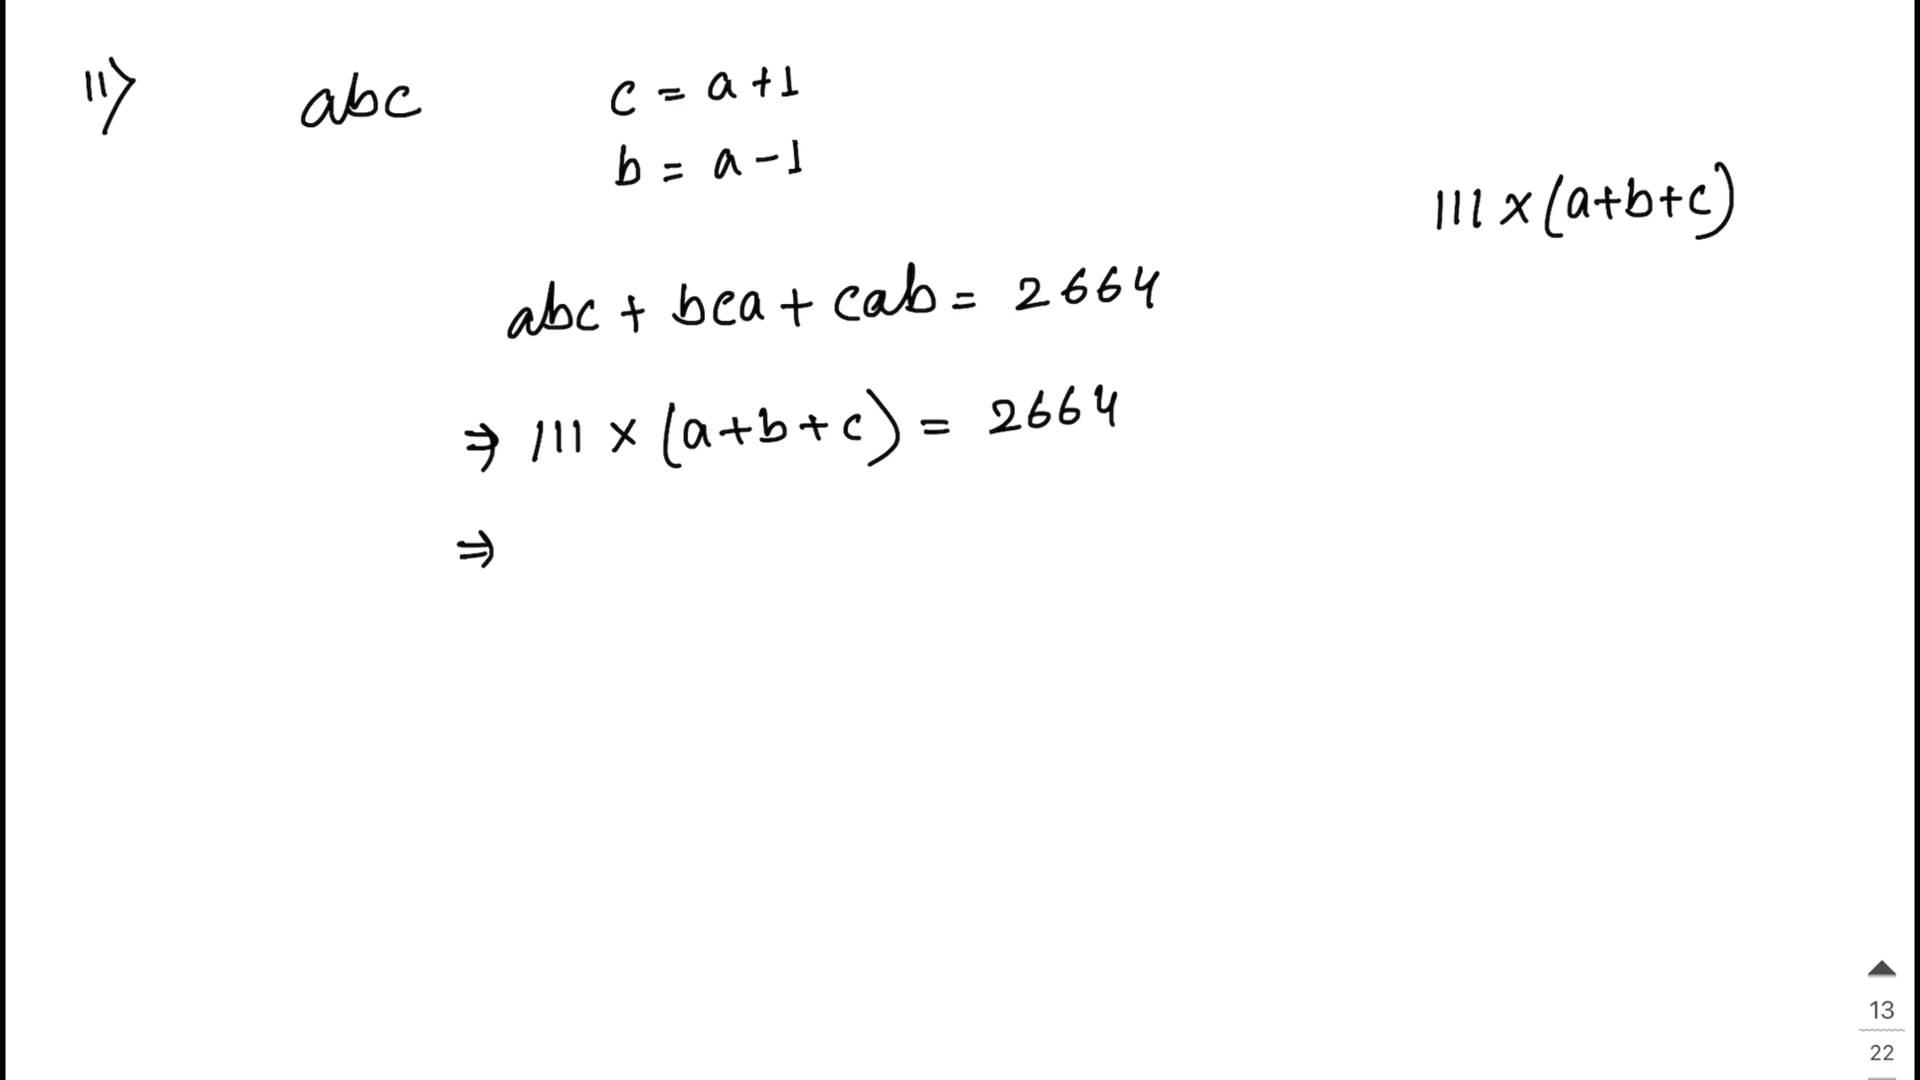 11) abc c = a+1
b = a-1
111 x (a+b+c)
abc + bca + cab = 2664
⇒ 111 x (a+b+c) = 2664
⇒
13
22